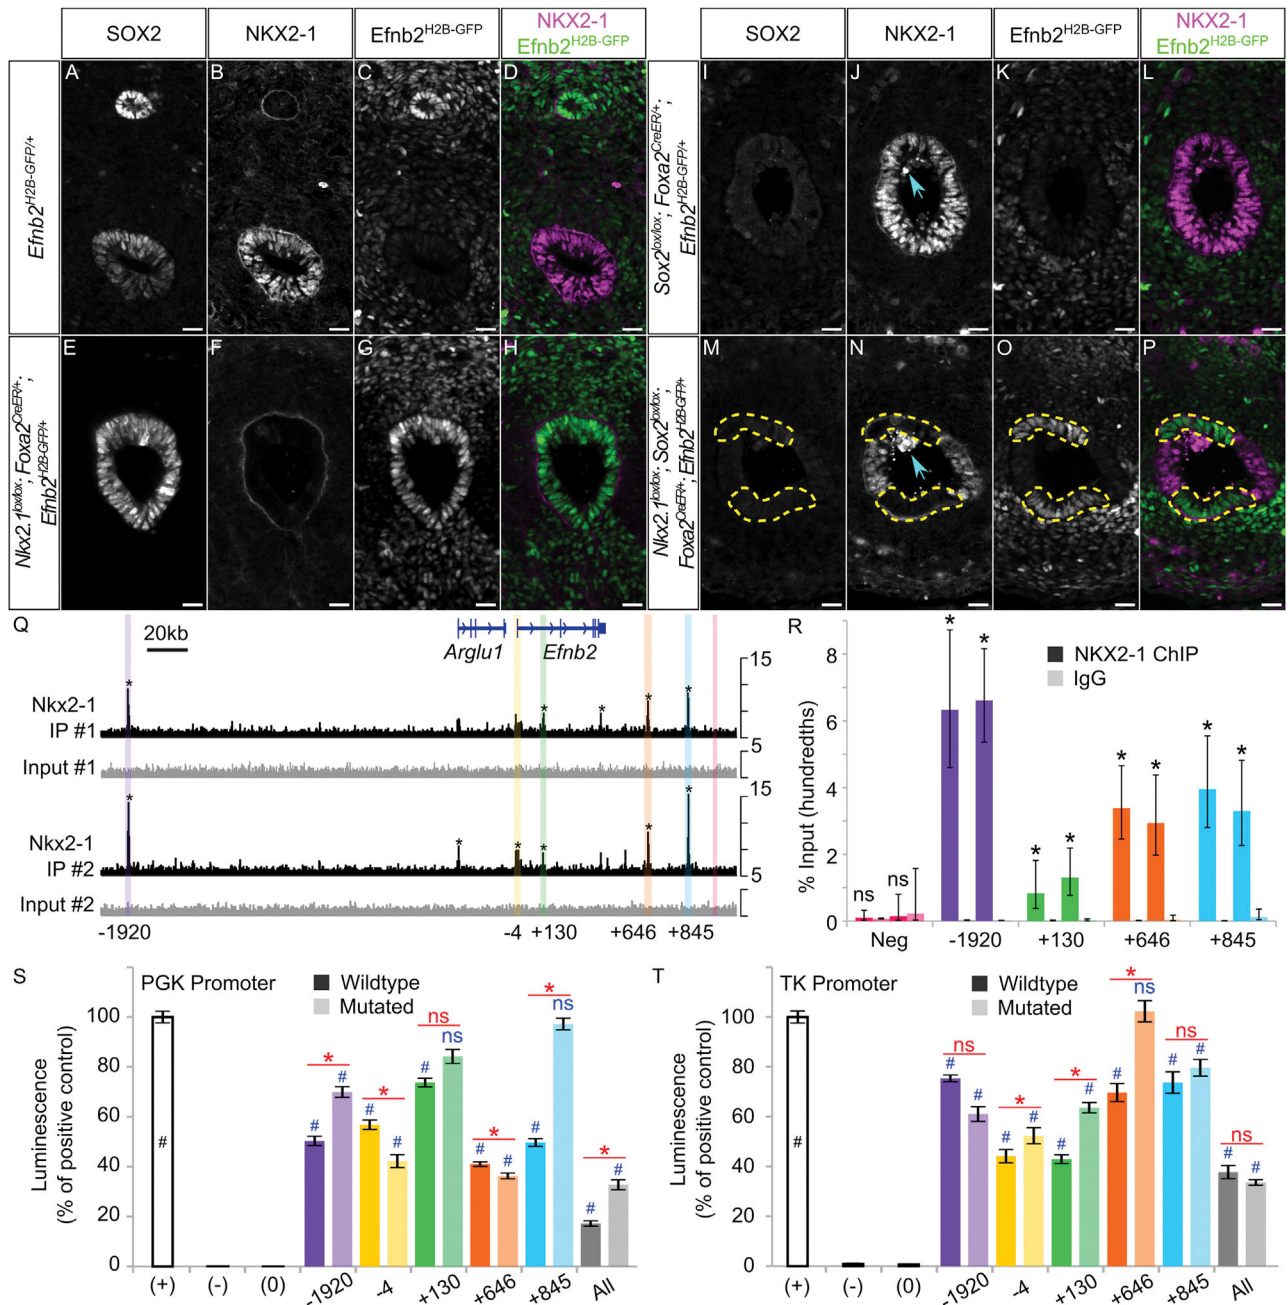 SOX2
NKX2-1
Efnb2H2B-GFP
NKX2-1
Efnb2H2B-GFP
SOX2
NKX2-1
Efnb2H2B-GFP
NKX2-1
Efnb2H2B-GFP
Efnb2H2B-GFP/+
A
B
C
D
Sox2lox/lox; Foxa2CreER/+;
Efnb2H2B-GFP/+
I
J
K
L
Nkx2.1lox/lox; Foxa2CreER/+;
Efnb2H2B-GFP/+
E
F
G
H
Nkx2.1lox/lox; Sox2lox/lox;
Foxa2CreER/+; Efnb2H2B-GFP/+
M
N
O
P
Q
20kb
Arglu1
Efnb2
15
Nkx2-1
IP #1
* * * * *
5
Input #1
15
Nkx2-1
IP #2
* * * * * *
5
Input #2
-1920
-4
+130
+646
+845
R
NKX2-1 ChIP
IgG
% Input (hundredths)
8
6
4
2
0
ns ns * * * * * * * *
Neg
-1920
+130
+646
+845
S
PGK Promoter
Wildtype
Mutated
Luminescence
(% of positive control)
100
80
60
40
20
0
* * ns * * *
# # # # # # ns # # # ns # #
(+)
(-)
(0)
-1920
-4
+130
+646
+845
All
T
TK Promoter
Wildtype
Mutated
Luminescence
(% of positive control)
100
80
60
40
20
0
ns * * * ns ns
# # # # # # # # ns # # # #
(+)
(-)
(0)
-1920
-4
+130
+646
+845
All